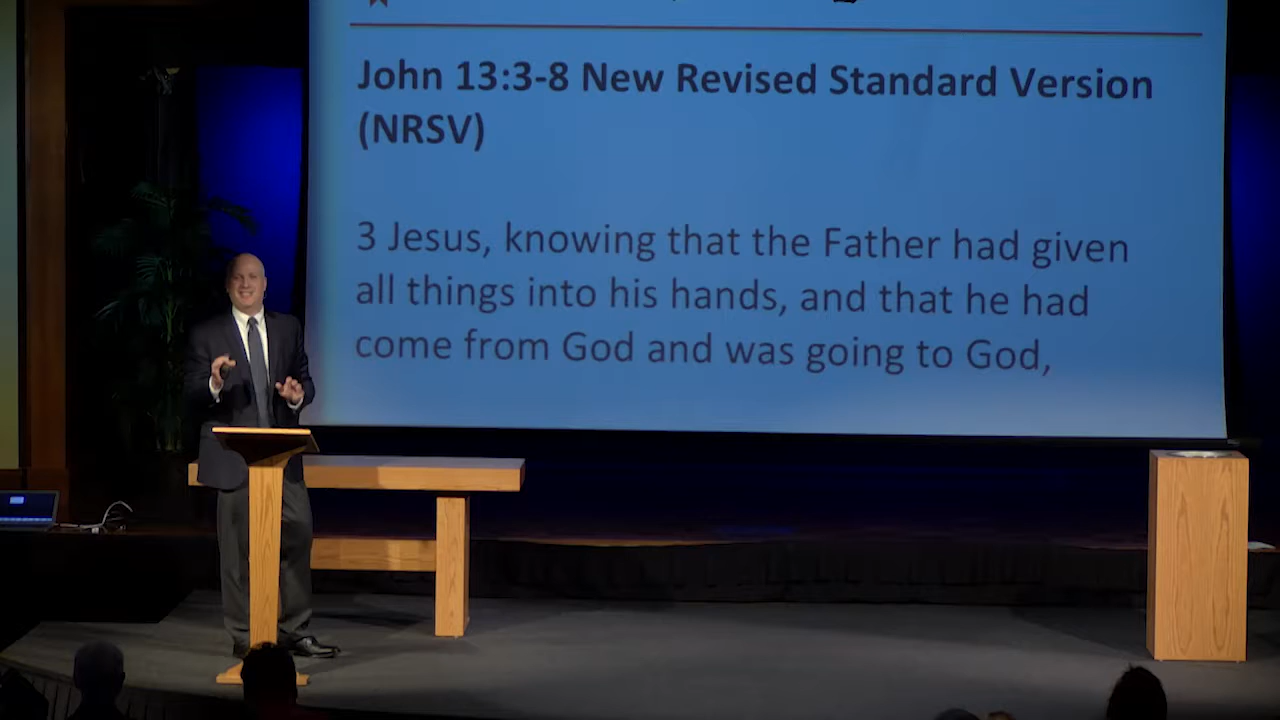 John 13:3-8 New Revised Standard Version
(NRSV)
3 Jesus, knowing that the Father had given
all things into his hands, and that he had
come from God and was going to God,